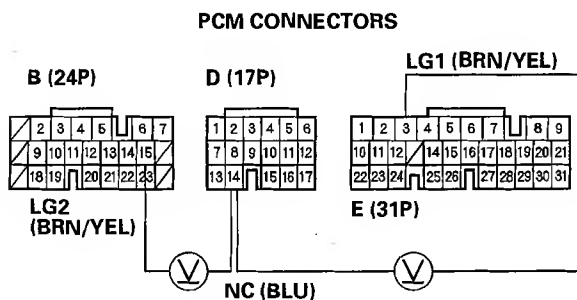 PCM CONNECTORS
B (24P)
D (17P)
LG1 (BRN/YEL)
2 3 4 5 6 7
9 10 11 12 13 14 15
18 19 20 21 22 23
1 2 3 4 5 6
7 8 9 10 11 12
13 14 15 16 17
1 2 3 4 5 6 7 8 9
10 11 12 14 15 16 17 18 19 20 21
22 23 24 25 26 27 28 29 30 31
LG2
(BRN/YEL)
E (31P)
V
V
NC (BLU)